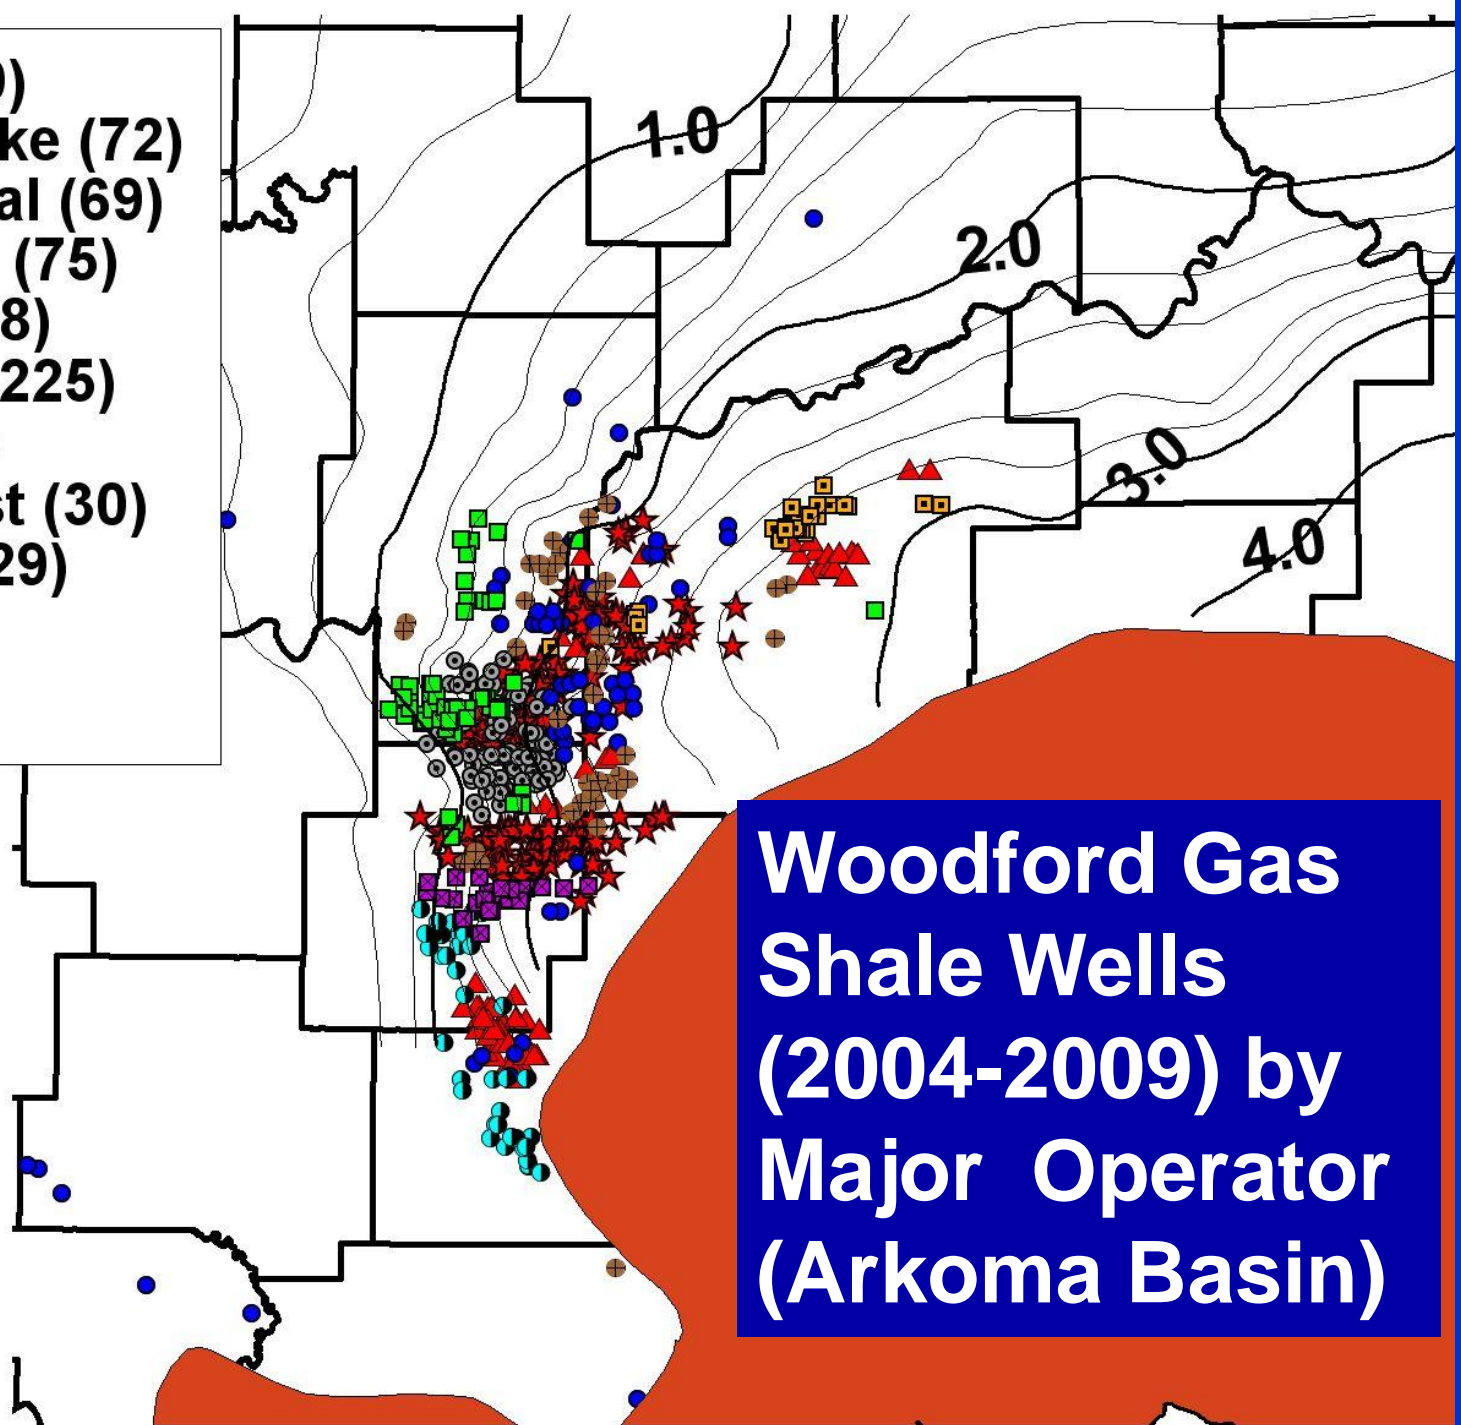 ke (72)
al (69)
(75)
8)
225)
st (30)
29)
1.0
2.0
3.0
4.0
Woodford Gas
Shale Wells
(2004-2009) by
Major Operator
(Arkoma Basin)